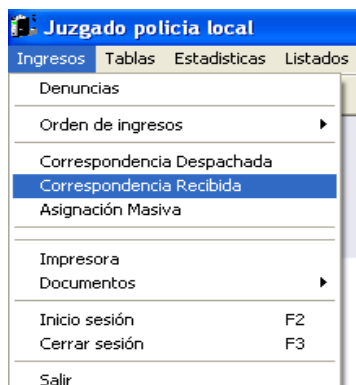 Juzgado policia local
Ingresos Tablas Estadisticas Listados
Denuncias
Orden de ingresos
Correspondencia Despachada
Correspondencia Recibida
Asignación Masiva
Impresora
Documentos
Inicio sesión F2
Cerrar sesión F3
Salir